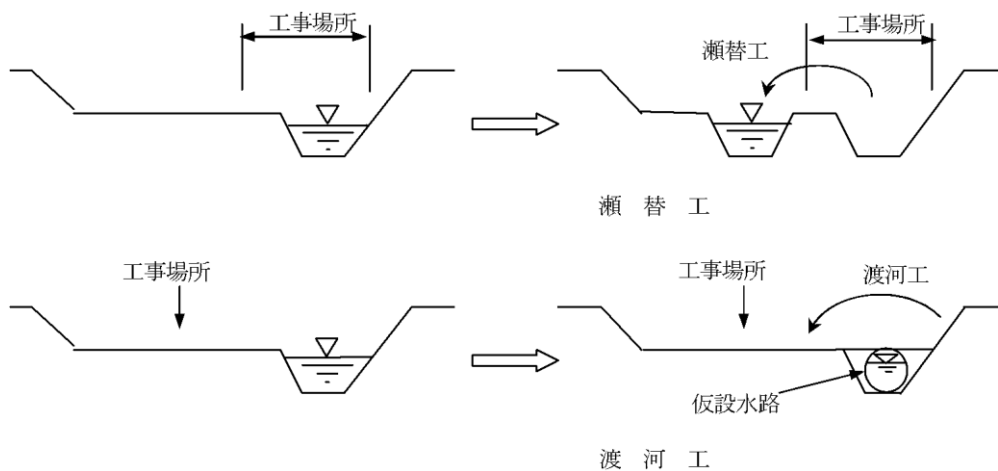 工事場所
工事場所
瀬替工
瀬 替 工
工事場所
工事場所
渡河工
仮設水路
渡 河 工